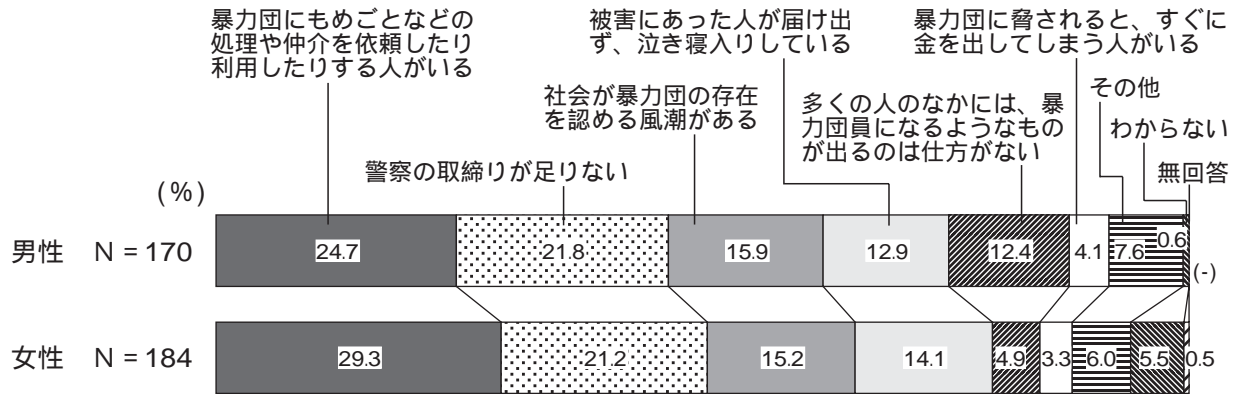 暴力団にもめごとなどの
処理や仲介を依頼したり
利用したりする人がいる
被害にあった人が届け出
ず、泣き寝入りしている
暴力団に脅されると、すぐに
金を出してしまう人がいる
社会が暴力団の存在
を認める風潮がある
多くの人のなかには、暴
力団員になるようなもの
が出るのは仕方がない
その他
わからない
無回答
警察の取締りが足りない
(%)
男性 N = 170 24.7 21.8 15.9 12.9 12.4 4.1 7.6 0.6 (-)
女性 N = 184 29.3 21.2 15.2 14.1 4.9 3.3 6.0 5.5 0.5